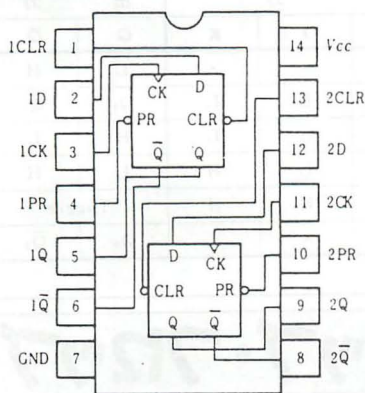 1CLR 1 14 Vcc
CK D
1D 2 13 2CLR
PR CLR
1CK 3 12 2D
Q̄ Q
1PR 4 11 2CK
D CK
1Q 5 10 2PR
CLR PR
1Q̄ 6 9 2Q
Q Q̄
GND 7 8 2Q̄